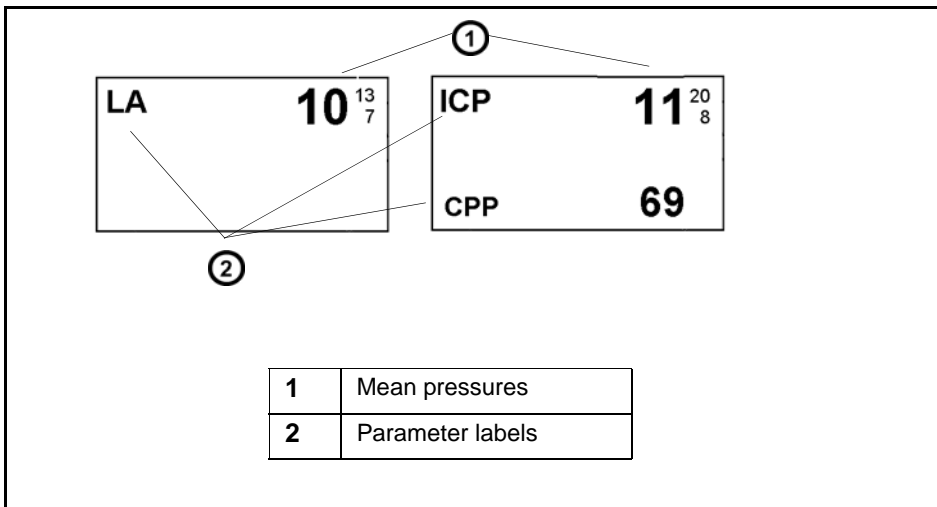 1
LA 10 13 7
ICP 11 20 8
CPP 69
2
1 Mean pressures
2 Parameter labels